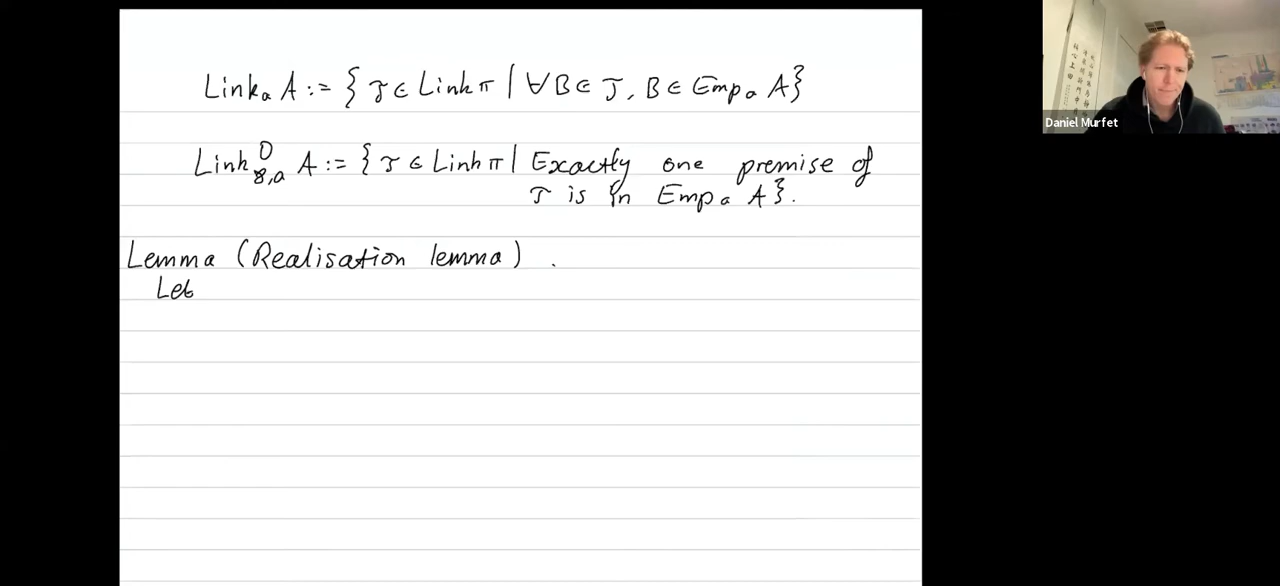 Link_a A := { τ ∈ Link π | ∀B ∈ τ, B ∈ Emp_a A}
Link^0_{⅋,a} A := { τ ∈ Link π | Exactly one premise of
τ is in Emp_a A}.
Lemma (Realisation lemma) .
Let
Daniel Murfet